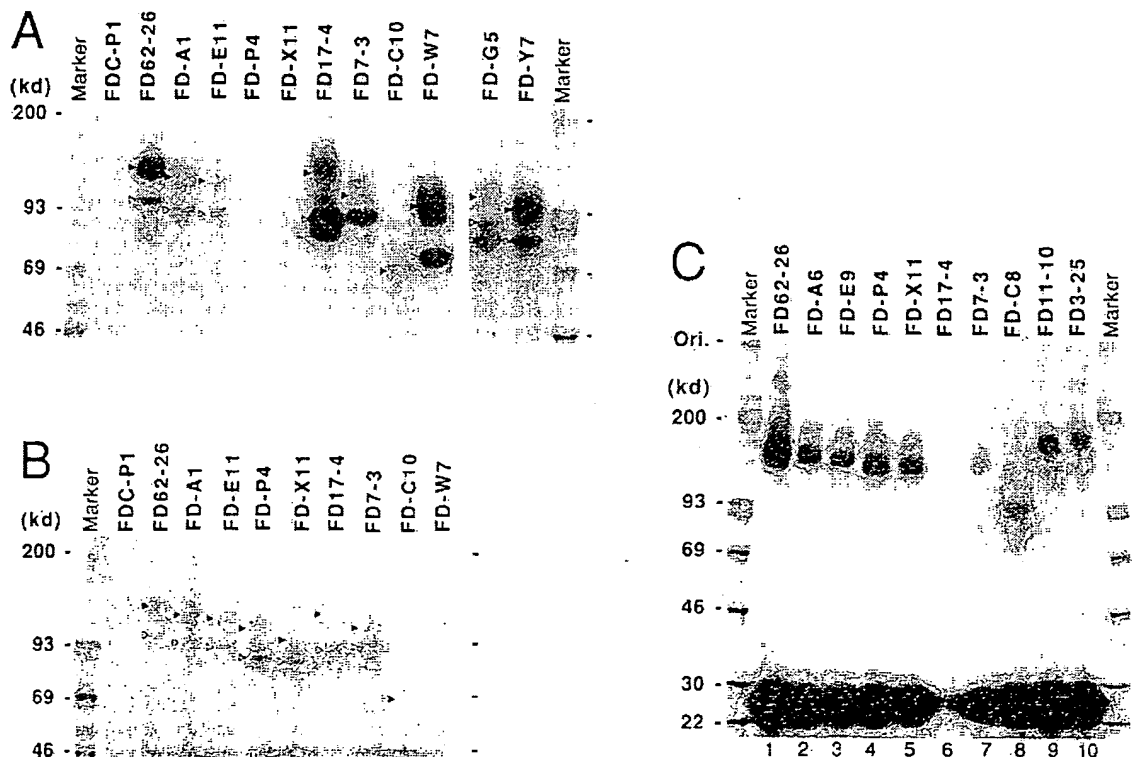 A
Marker FDC-P1 FD62-26 FD-A1 FD-E11 FD-P4 FD-X11 FD17-4 FD7-3 FD-C10 FD-W7 FD-G5 FD-Y7 Marker
(kd)
200 -
93 -
69 -
46 -
B
Marker FDC-P1 FD62-26 FD-A1 FD-E11 FD-P4 FD-X11 FD17-4 FD7-3 FD-C10 FD-W7
(kd)
200 -
93 -
69 -
46 -
C
Marker FD62-26 FD-A6 FD-E9 FD-P4 FD-X11 FD17-4 FD7-3 FD-C8 FD11-10 FD3-25 Marker
Ori. -
(kd)
200 -
93 -
69 -
46 -
30 -
22 -
1 2 3 4 5 6 7 8 9 10